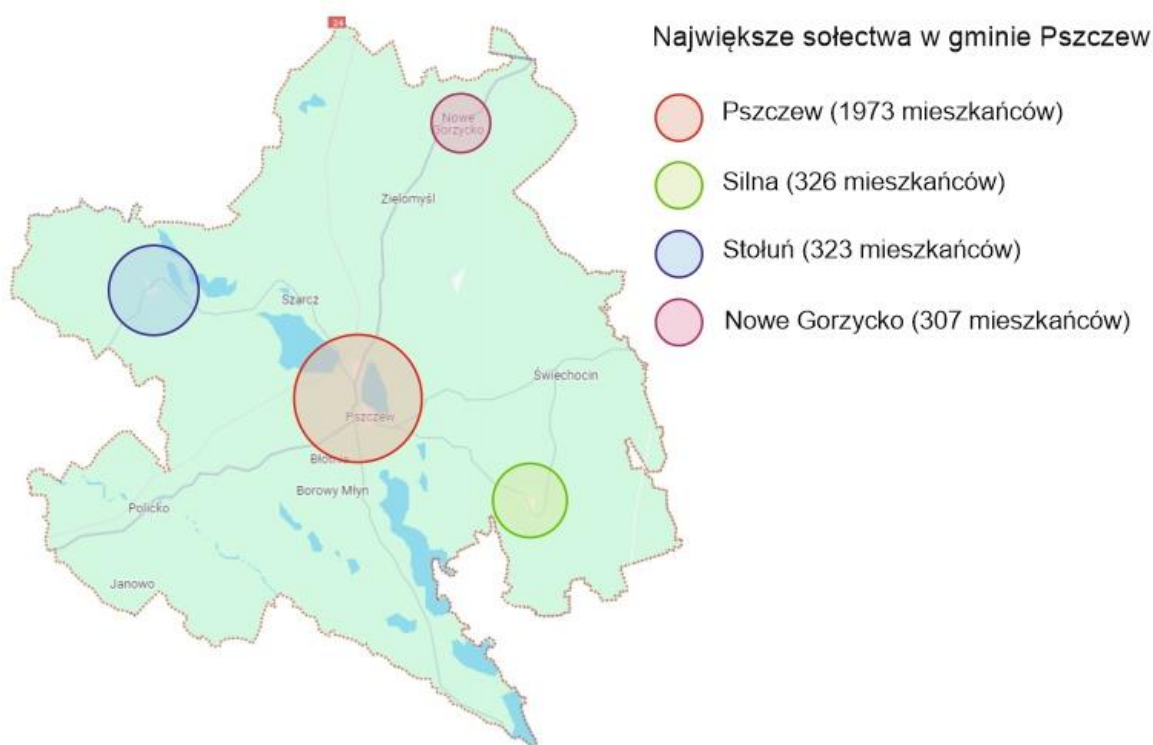 24
Największe sołectwa w gminie Pszczew
Pszczew (1973 mieszkańców)
Silna (326 mieszkańców)
Stołuń (323 mieszkańców)
Nowe Gorzycko (307 mieszkańców)
Nowe
Gorzycko
Zielomyśl
Szarcz
Świechocin
Pszczew
Borowy Młyn
Policko
Janowo